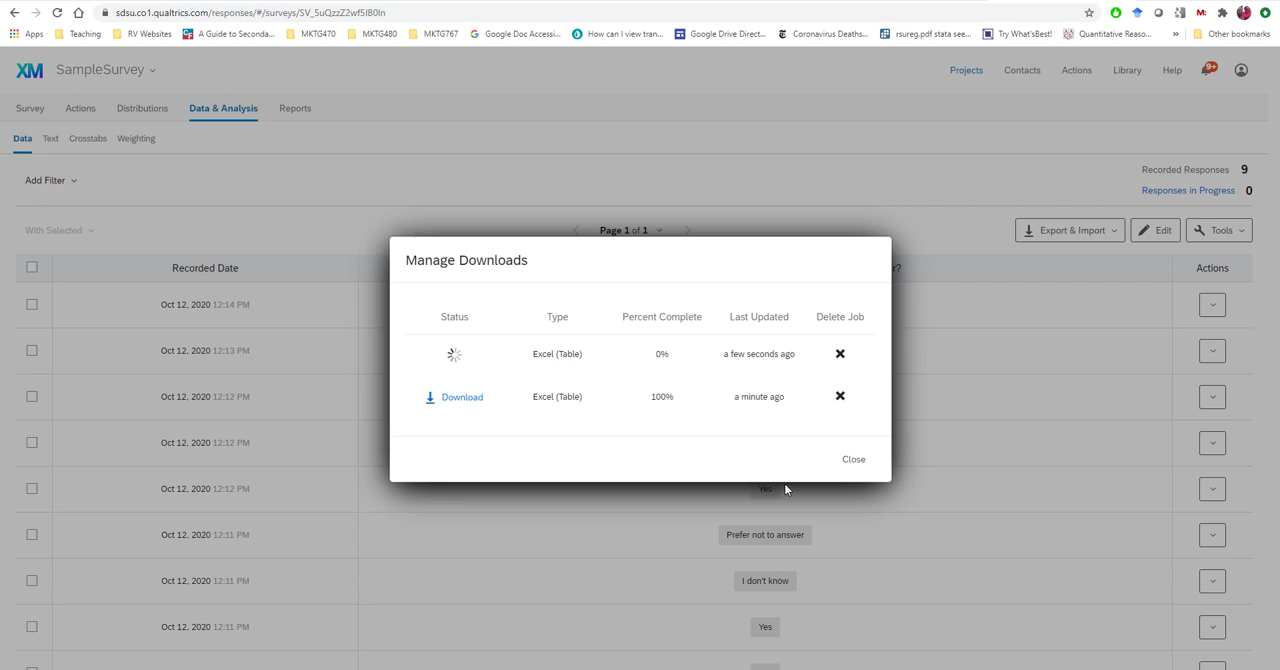 sdsu.co1.qualtrics.com/responses/#/surveys/SV_5uQzzZ2wf5IB0In
Apps Teaching RV Websites A Guide to Seconda... MKTG470 MKTG480 MKTG767 Google Doc Accessi... How can I view tran... Google Drive Direct... Coronavirus Deaths... rsureg.pdf stata see... Try What'sBest! Quantitative Reaso... » Other bookmarks
XM SampleSurvey Projects Contacts Actions Library Help 9+
Survey Actions Distributions Data & Analysis Reports
Data Text Crosstabs Weighting
Recorded Responses 9
Add Filter
Responses in Progress 0
With Selected Page 1 of 1 Export & Import Edit Tools
Recorded Date r? Actions
Manage Downloads
Status Type Percent Complete Last Updated Delete Job
Excel (Table) 0% a few seconds ago
Download Excel (Table) 100% a minute ago
Close
Oct 12, 2020 12:14 PM
Oct 12, 2020 12:13 PM
Oct 12, 2020 12:12 PM
Oct 12, 2020 12:12 PM
Oct 12, 2020 12:12 PM Yes
Oct 12, 2020 12:11 PM Prefer not to answer
Oct 12, 2020 12:11 PM I don't know
Oct 12, 2020 12:11 PM Yes